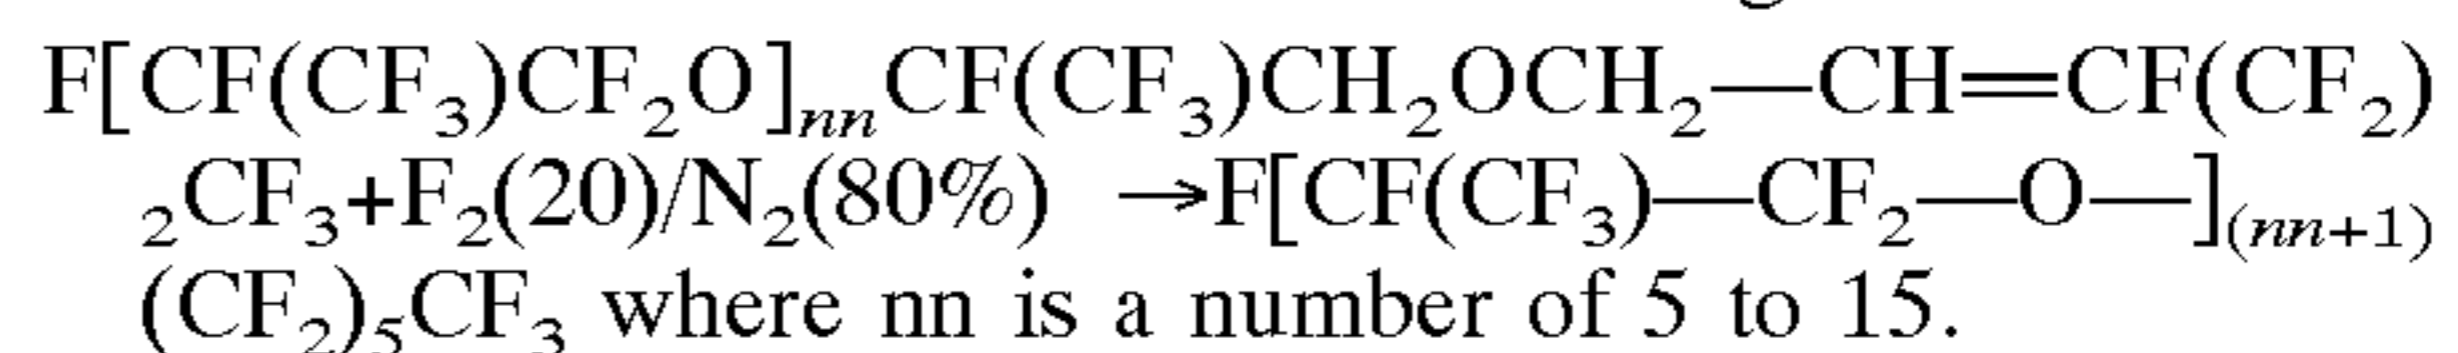 F[CF(CF₃)CF₂O]ₙₙCF(CF₃)CH₂OCH₂—CH=CF(CF₂)
₂CF₃+F₂(20)/N₂(80%) →F[CF(CF₃)—CF₂—O—]₍ₙₙ₊₁₎
(CF₂)₅CF₃ where nn is a number of 5 to 15.